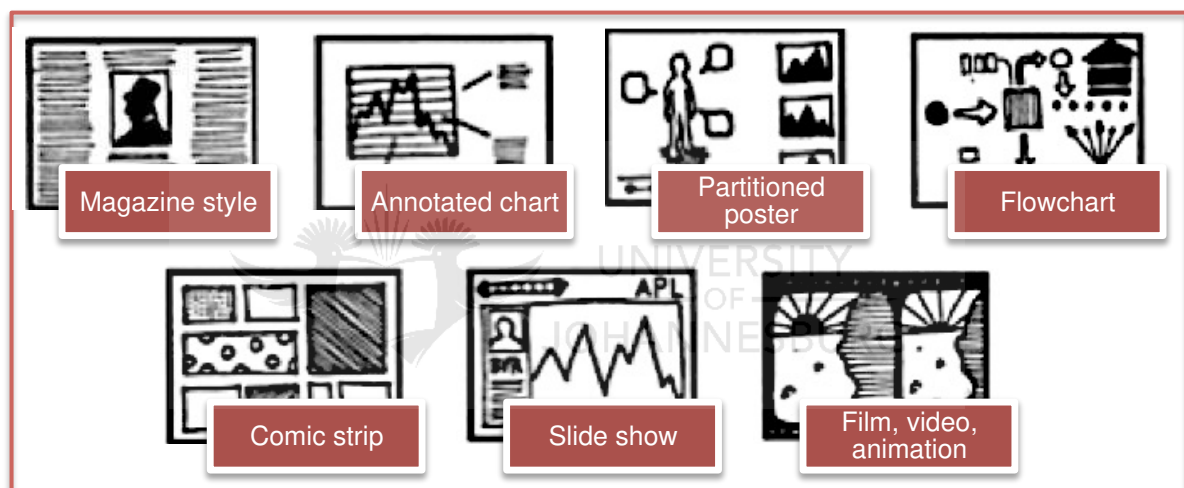 Magazine style
Annotated chart
Partitioned
poster
Flowchart
UNIVERSITY
OF
JOHANNESBURG
APL
Comic strip
Slide show
Film, video,
animation